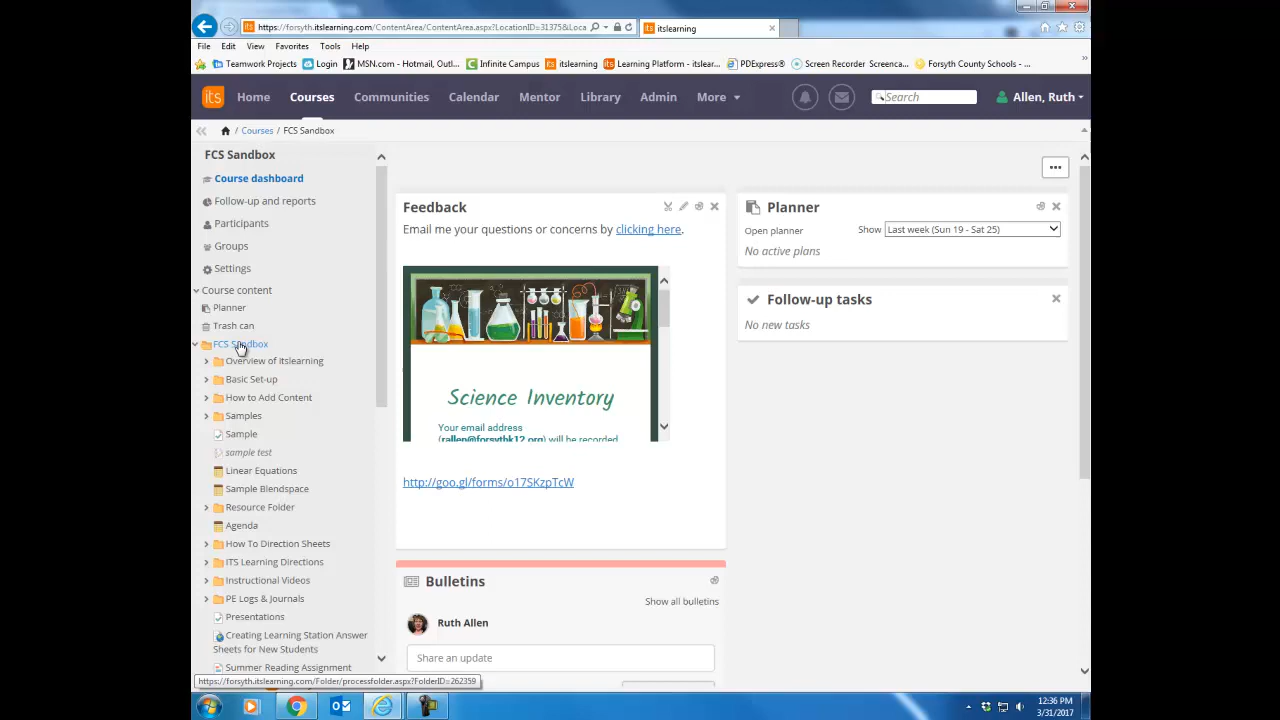 https://forsyth.itslearning.com/ContentArea/ContentArea.aspx?LocationID=31375&Loca
itslearning
File Edit View Favorites Tools Help
Teamwork Projects Login MSN.com - Hotmail, Outl... Infinite Campus itslearning Learning Platform - itslear... PDExpress® Screen Recorder Screenca... Forsyth County Schools -...
its Home Courses Communities Calendar Mentor Library Admin More Search Allen, Ruth
/ Courses / FCS Sandbox
FCS Sandbox
Course dashboard
Follow-up and reports
Participants
Groups
Settings
Course content
Planner
Trash can
FCS Sandbox
Overview of itslearning
Basic Set-up
How to Add Content
Samples
Sample
sample test
Linear Equations
Sample Blendspace
Resource Folder
Agenda
How To Direction Sheets
ITS Learning Directions
Instructional Videos
PE Logs & Journals
Presentations
Creating Learning Station Answer
Sheets for New Students
Summer Reading Assignment
Feedback
Email me your questions or concerns by clicking here.
Science Inventory
Your email address
(rallen@forsythk12.org) will be recorded
http://goo.gl/forms/o17SKzpTcW
Bulletins
Show all bulletins
Ruth Allen
Share an update
Planner
Open planner Show Last week (Sun 19 - Sat 25)
No active plans
Follow-up tasks
No new tasks
https://forsyth.itslearning.com/Folder/processfolder.aspx?FolderID=262359
12:36 PM
3/31/2017